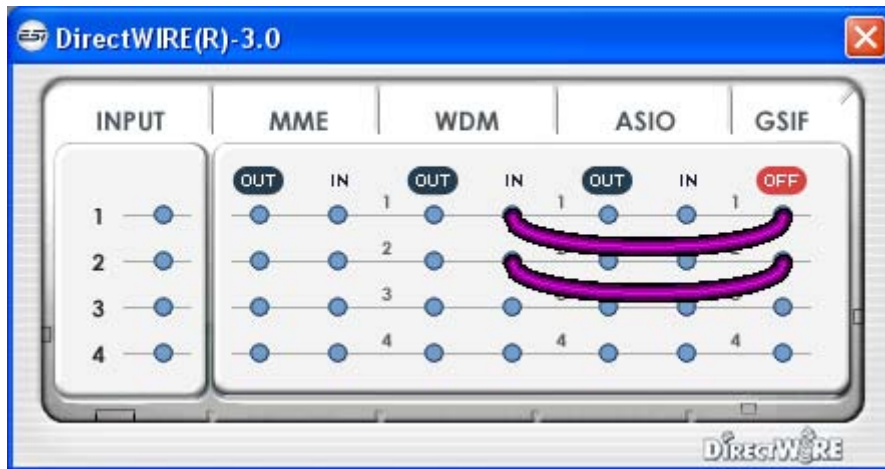 ESI DirectWIRE(R)-3.0
INPUT MME WDM ASIO GSIF
OUT IN OUT IN OUT IN OFF
1 1 1 1
2 2
3 3
4 4 4 4
DIRECTWIRE